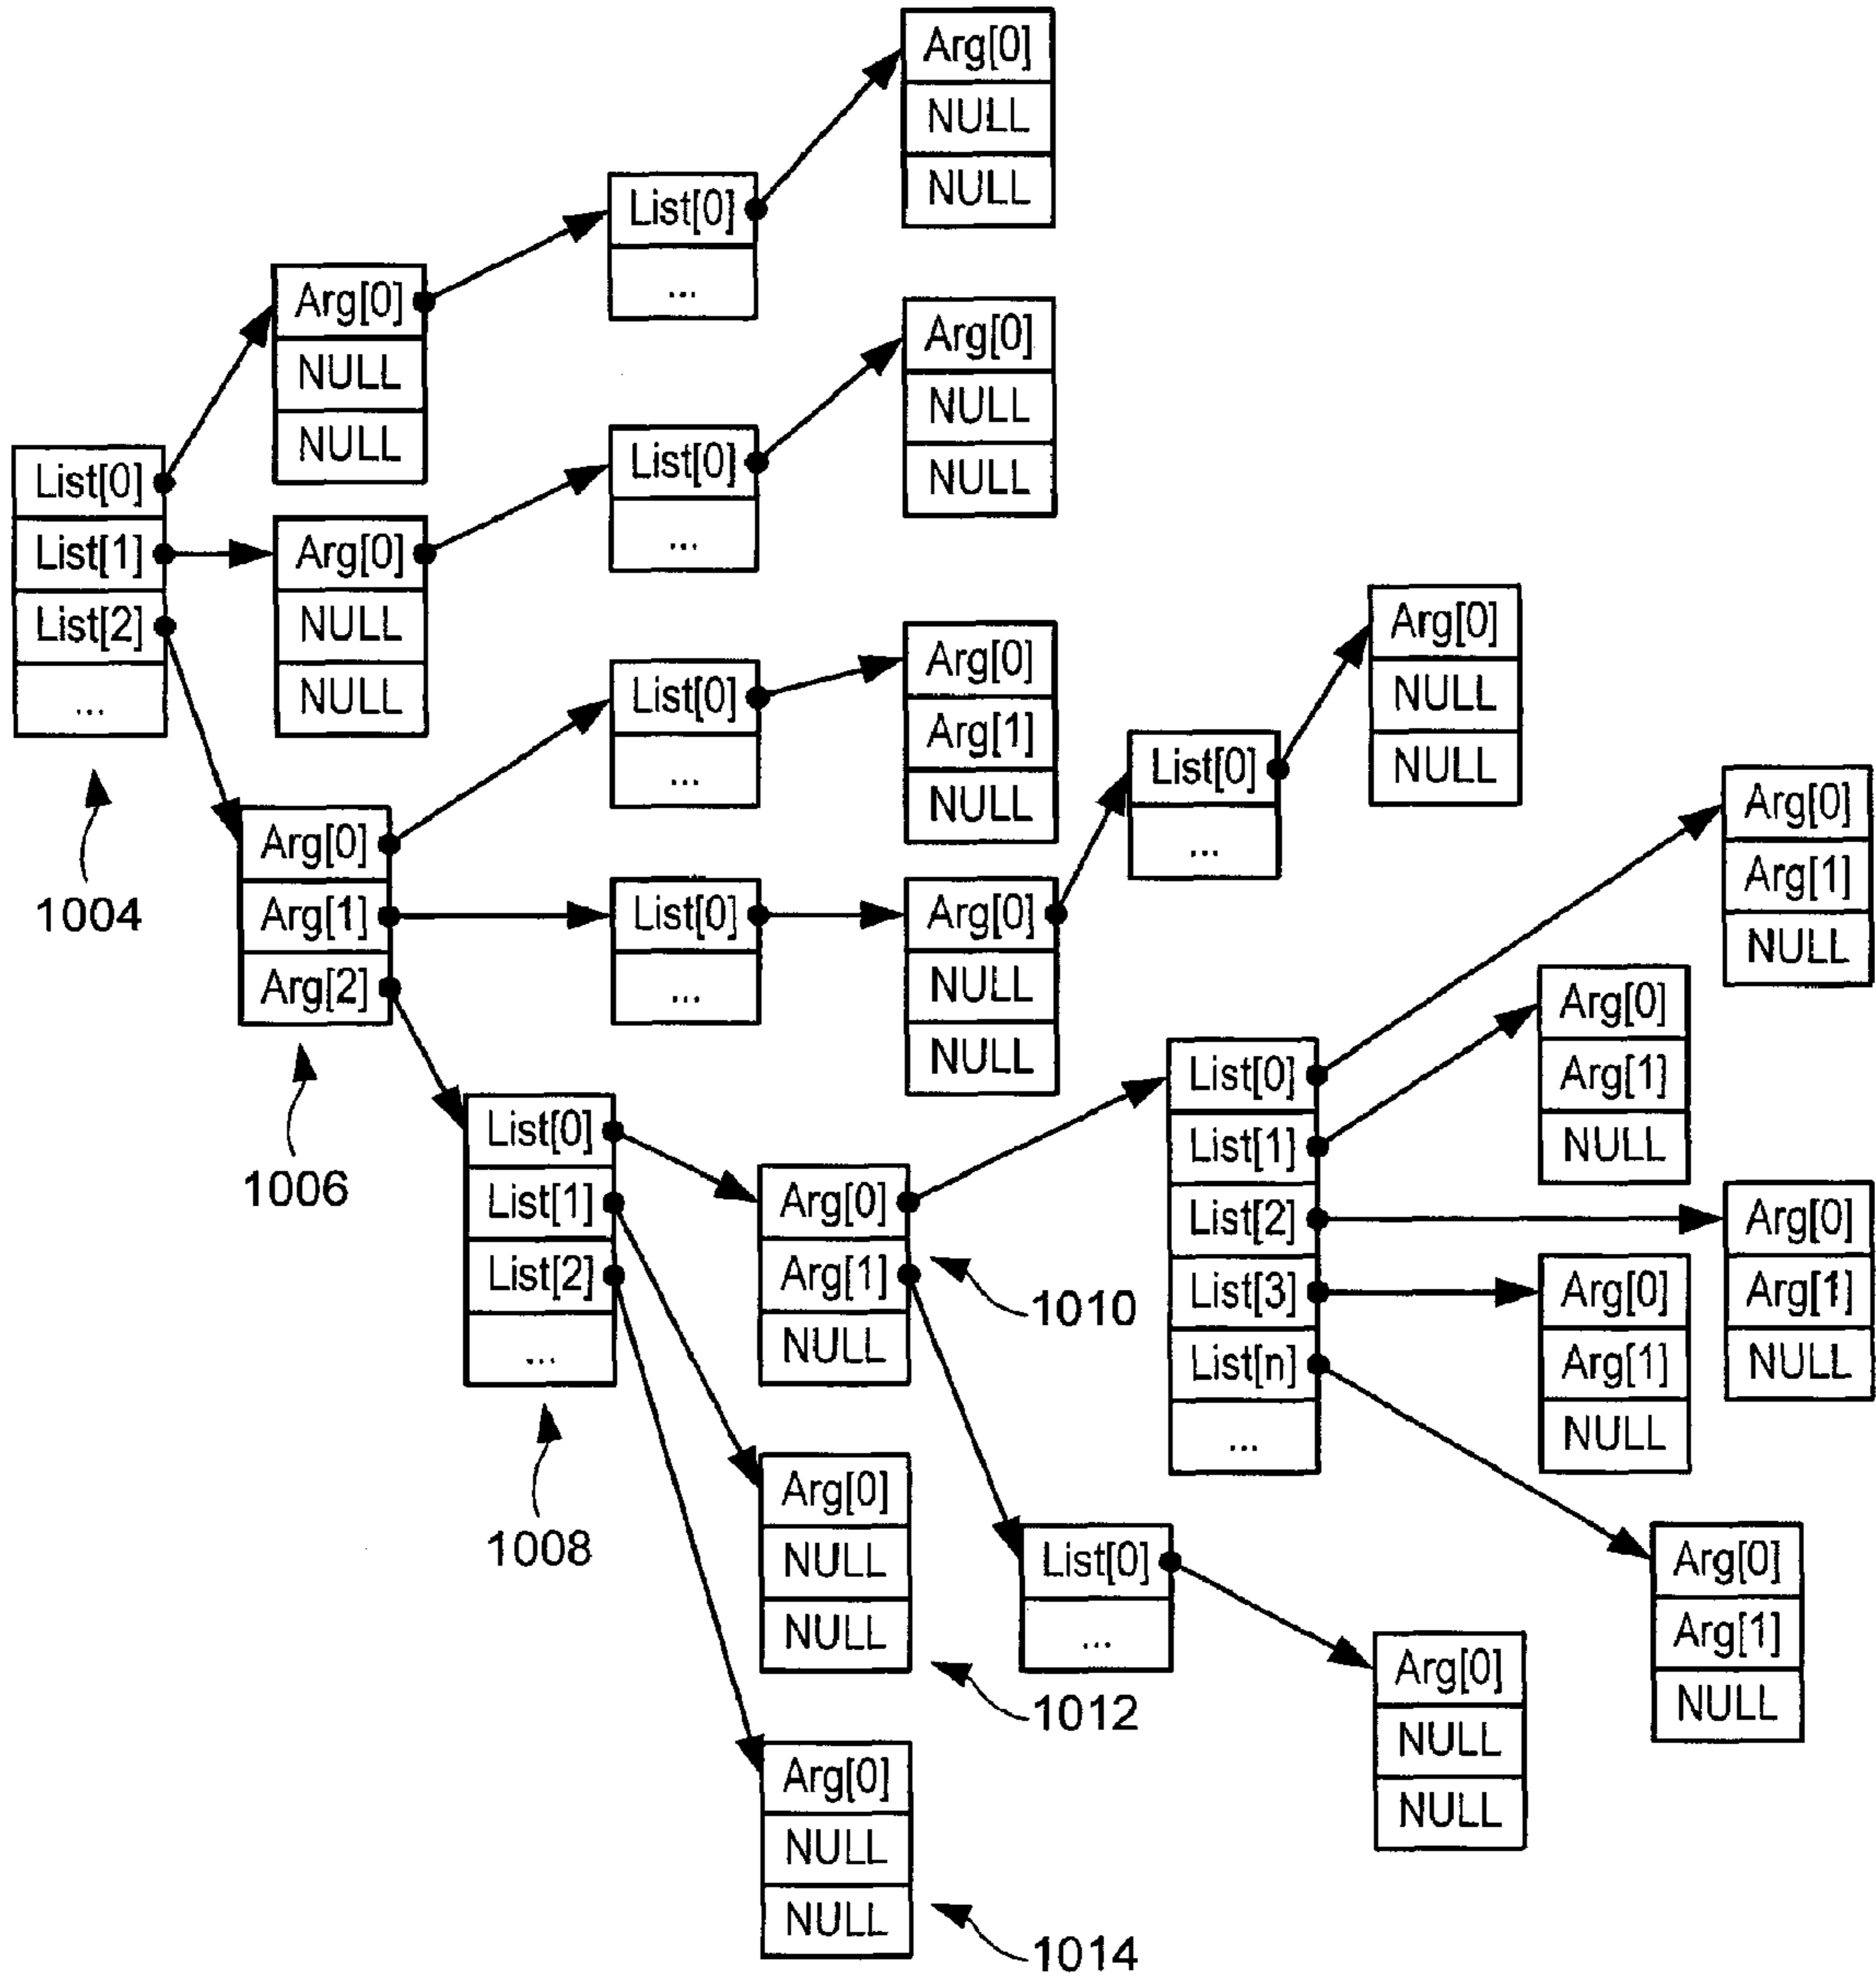 Arg[0]
NULL
NULL
List[0]
...
Arg[0]
NULL
NULL
Arg[0]
NULL
NULL
List[0]
...
List[0]
List[1]
List[2]
...
1004
Arg[0]
NULL
NULL
List[0]
...
Arg[0]
Arg[1]
NULL
Arg[0]
NULL
NULL
List[0]
...
Arg[0]
Arg[1]
Arg[2]
1006
List[0]
...
Arg[0]
NULL
NULL
Arg[0]
Arg[1]
NULL
Arg[0]
Arg[1]
NULL
List[0]
List[1]
List[2]
List[3]
List[n]
...
List[0]
List[1]
List[2]
...
1008
Arg[0]
Arg[1]
NULL
1010
Arg[0]
Arg[1]
NULL
Arg[0]
Arg[1]
NULL
Arg[0]
NULL
NULL
1012
List[0]
...
Arg[0]
Arg[1]
NULL
Arg[0]
NULL
NULL
Arg[0]
NULL
NULL
1014